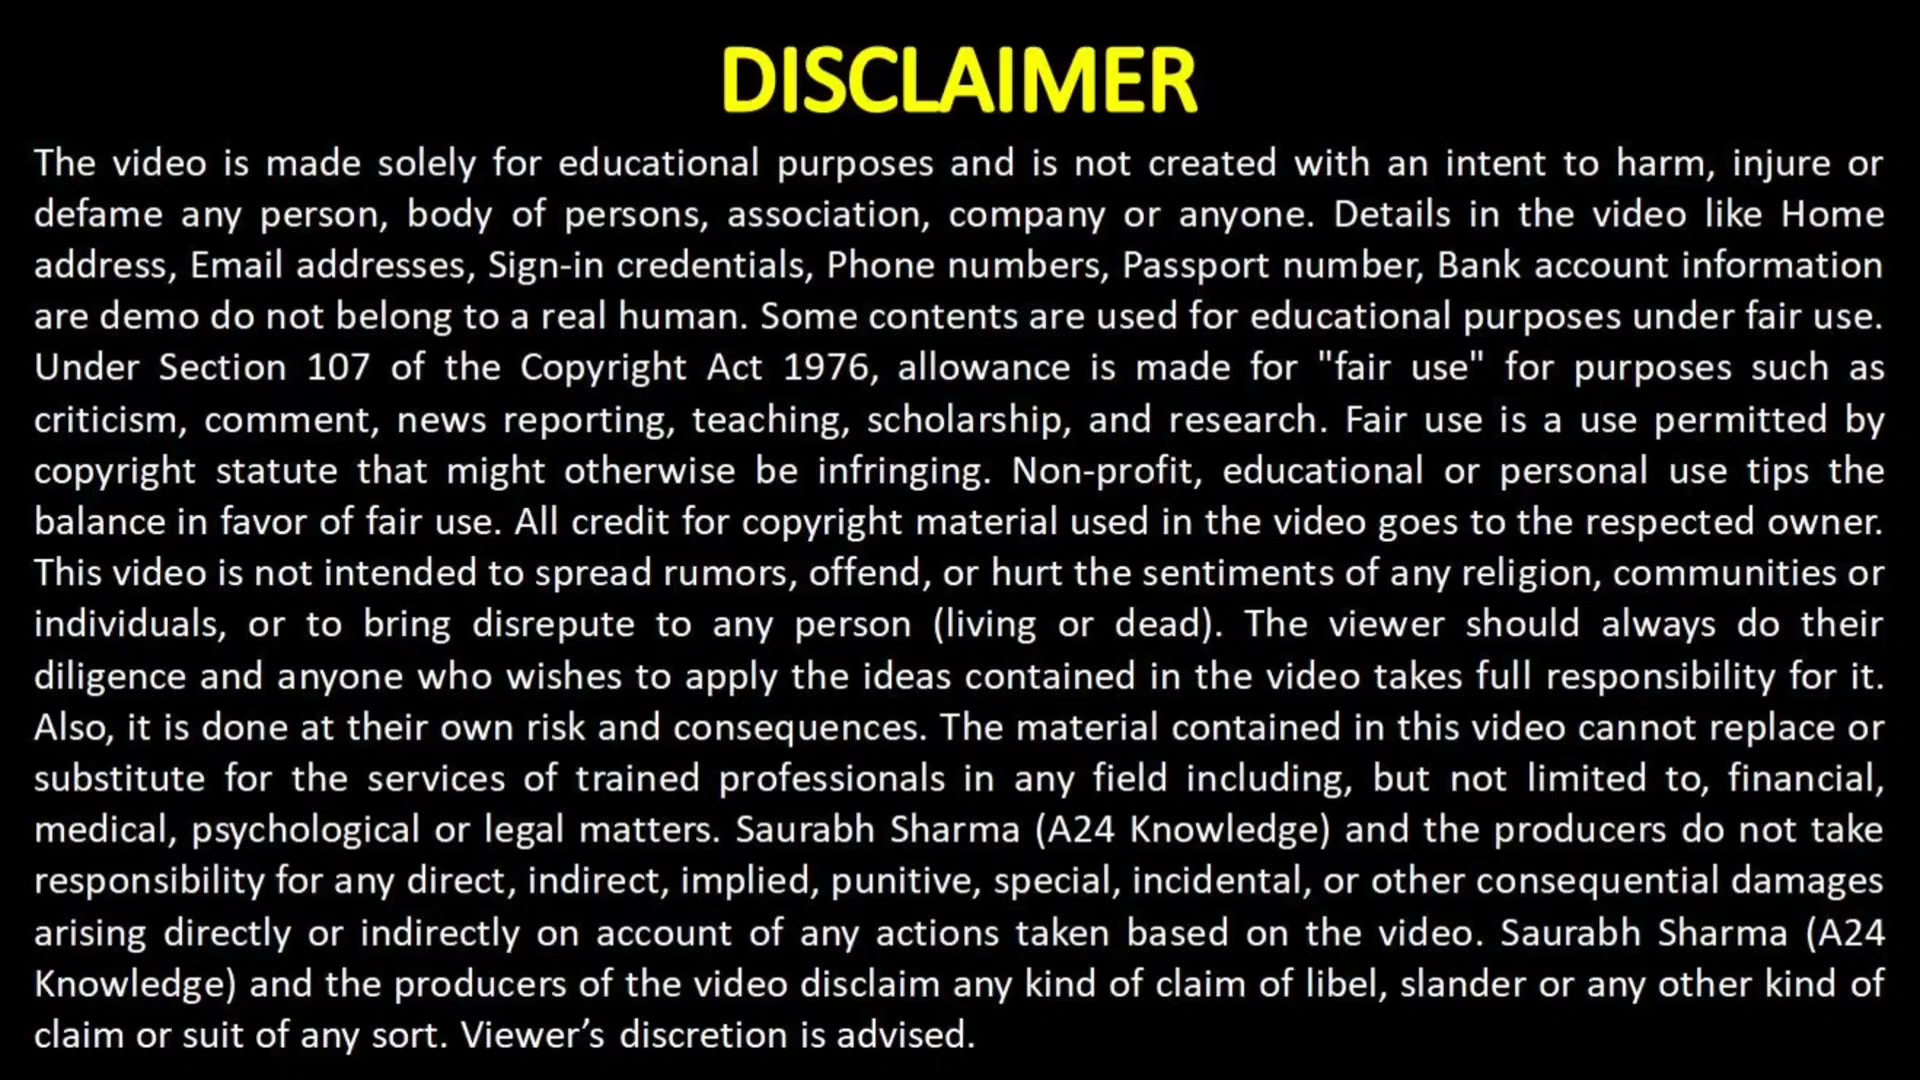 DISCLAIMER
The video is made solely for educational purposes and is not created with an intent to harm, injure or
defame any person, body of persons, association, company or anyone. Details in the video like Home
address, Email addresses, Sign-in credentials, Phone numbers, Passport number, Bank account information
are demo do not belong to a real human. Some contents are used for educational purposes under fair use.
Under Section 107 of the Copyright Act 1976, allowance is made for "fair use" for purposes such as
criticism, comment, news reporting, teaching, scholarship, and research. Fair use is a use permitted by
copyright statute that might otherwise be infringing. Non-profit, educational or personal use tips the
balance in favor of fair use. All credit for copyright material used in the video goes to the respected owner.
This video is not intended to spread rumors, offend, or hurt the sentiments of any religion, communities or
individuals, or to bring disrepute to any person (living or dead). The viewer should always do their
diligence and anyone who wishes to apply the ideas contained in the video takes full responsibility for it.
Also, it is done at their own risk and consequences. The material contained in this video cannot replace or
substitute for the services of trained professionals in any field including, but not limited to, financial,
medical, psychological or legal matters. Saurabh Sharma (A24 Knowledge) and the producers do not take
responsibility for any direct, indirect, implied, punitive, special, incidental, or other consequential damages
arising directly or indirectly on account of any actions taken based on the video. Saurabh Sharma (A24
Knowledge) and the producers of the video disclaim any kind of claim of libel, slander or any other kind of
claim or suit of any sort. Viewer’s discretion is advised.